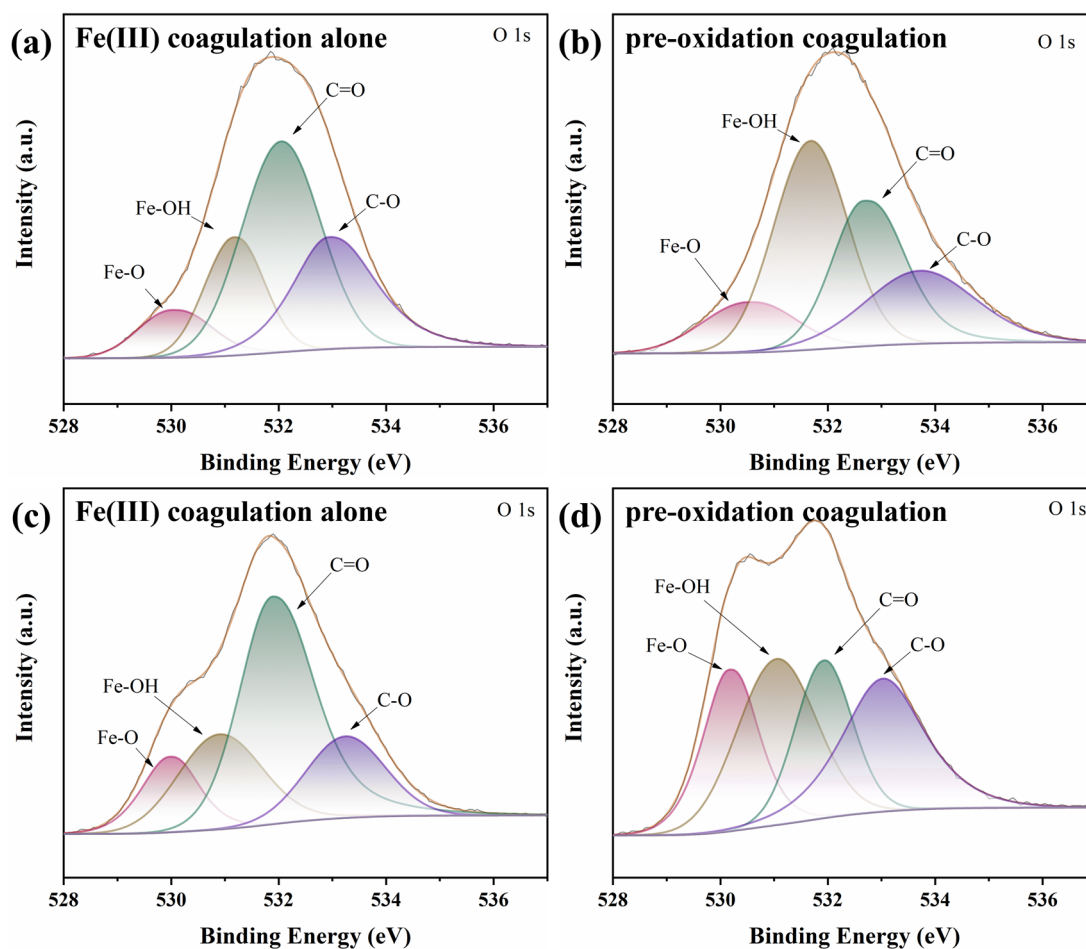 (a) Fe(III) coagulation alone O 1s
C=O
Fe-OH
C-O
Fe-O
Intensity (a.u.)
528 530 532 534 536
Binding Energy (eV)
(b) pre-oxidation coagulation O 1s
Fe-OH
C=O
C-O
Fe-O
Intensity (a.u.)
528 530 532 534 536
Binding Energy (eV)
(c) Fe(III) coagulation alone O 1s
C=O
Fe-OH
C-O
Fe-O
Intensity (a.u.)
528 530 532 534 536
Binding Energy (eV)
(d) pre-oxidation coagulation O 1s
Fe-OH
C=O
Fe-O
C-O
Intensity (a.u.)
528 530 532 534 536
Binding Energy (eV)